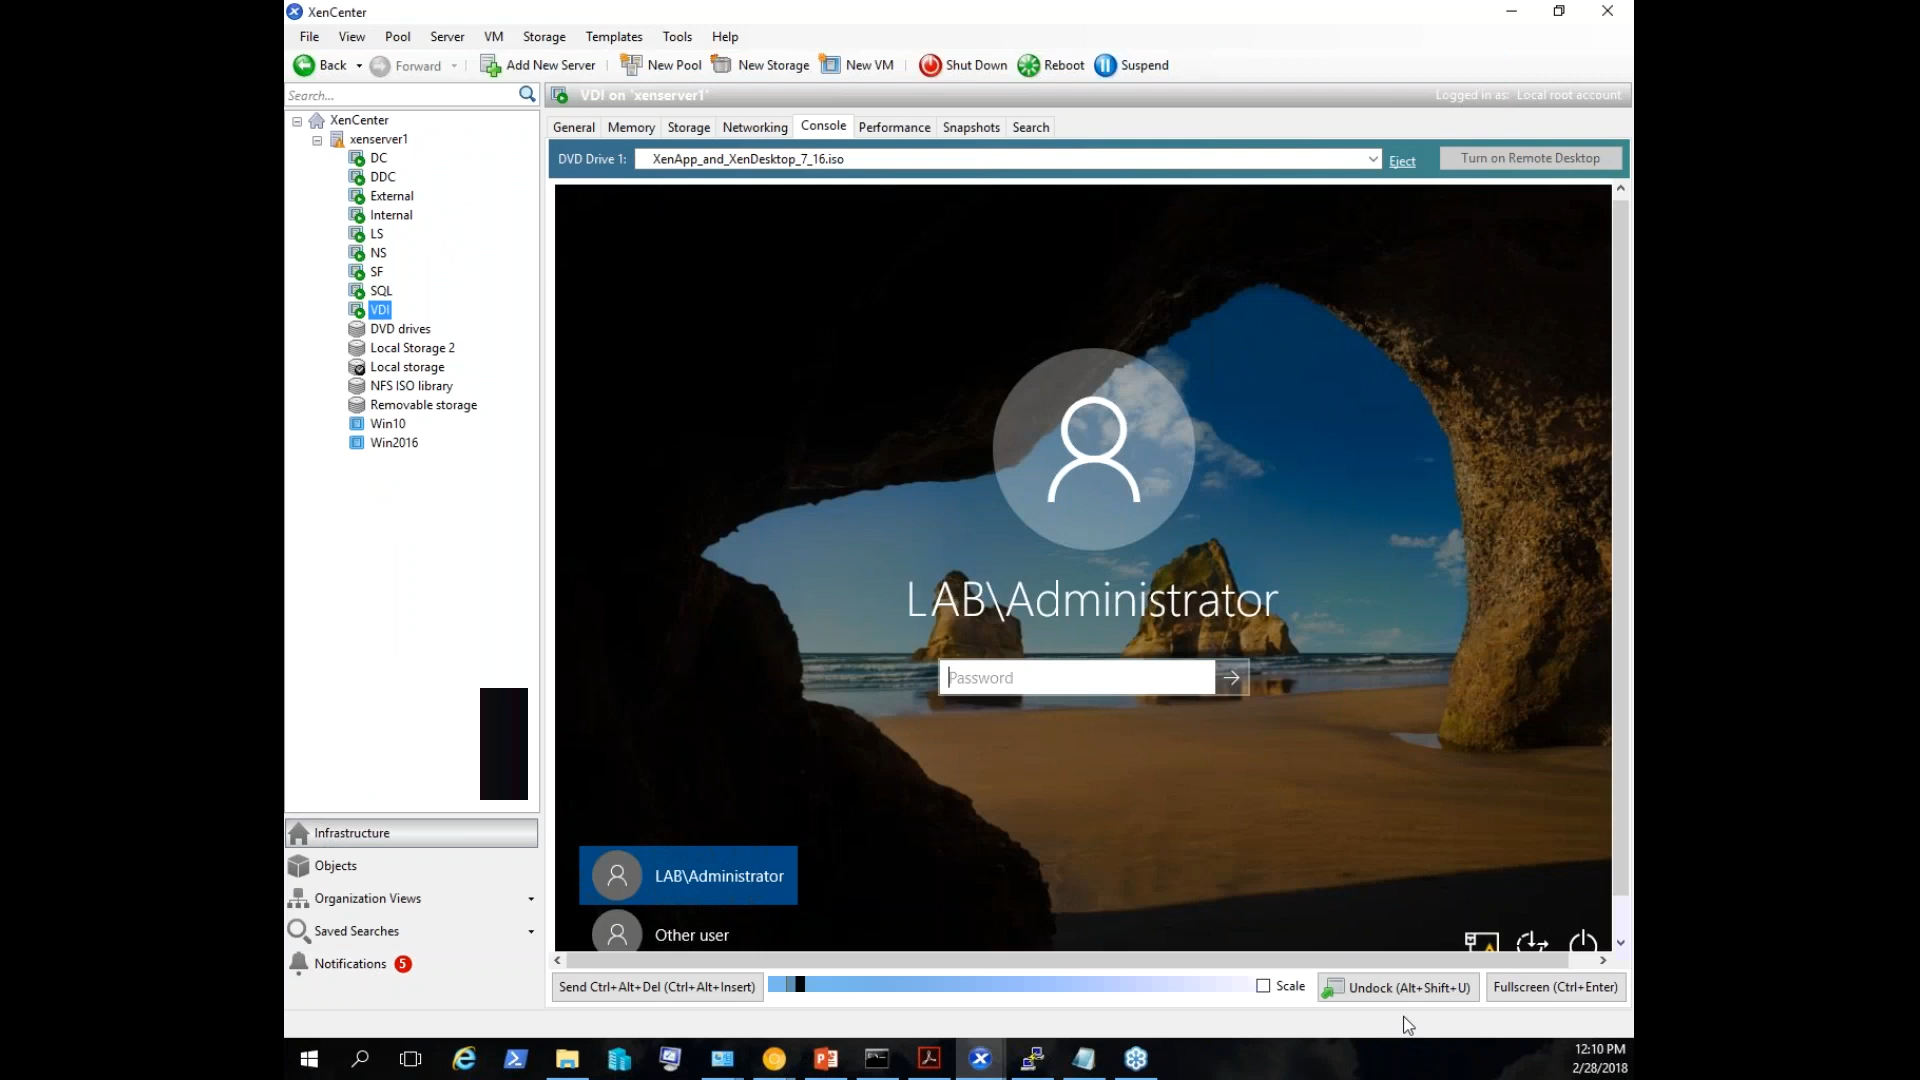 XenCenter
File View Pool Server VM Storage Templates Tools Help
Back Forward Add New Server New Pool New Storage New VM Shut Down Reboot Suspend
Search...
VDI on 'xenserver1' Logged in as: Local root account
XenCenter
xenserver1
DC
DDC
External
Internal
LS
NS
SF
SQL
VDI
DVD drives
Local Storage 2
Local storage
NFS ISO library
Removable storage
Win10
Win2016
General Memory Storage Networking Console Performance Snapshots Search
DVD Drive 1: XenApp_and_XenDesktop_7_16.iso Eject Turn on Remote Desktop
LAB\Administrator
Password
LAB\Administrator
Other user
Infrastructure
Objects
Organization Views
Saved Searches
Notifications 5
Send Ctrl+Alt+Del (Ctrl+Alt+Insert) Scale Undock (Alt+Shift+U) Fullscreen (Ctrl+Enter)
12:10 PM
2/28/2018